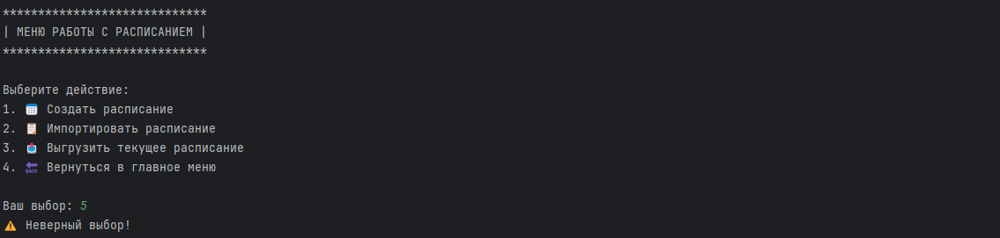 *****************************
| МЕНЮ РАБОТЫ С РАСПИСАНИЕМ |
*****************************
Выберите действие:
1. 📅 Создать расписание
2. 📋 Импортировать расписание
3. 📤 Выгрузить текущее расписание
4. 🔙 Вернуться в главное меню
Ваш выбор: 5
⚠️ Неверный выбор!